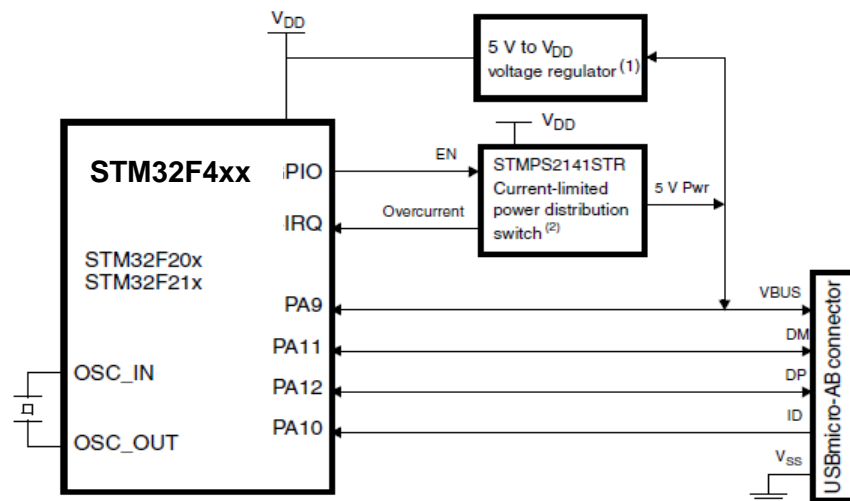 VDD
5 V to VDD
voltage regulator (1)
VDD
STM32F4xx
PIO
EN
STMPS2141STR
Current-limited
power distribution
switch (2)
5 V Pwr
IRQ
Overcurrent
STM32F20x
STM32F21x
PA9
VBUS
PA11
DM
OSC_IN
PA12
DP
PA10
ID
OSC_OUT
VSS
USBmicro-AB connector